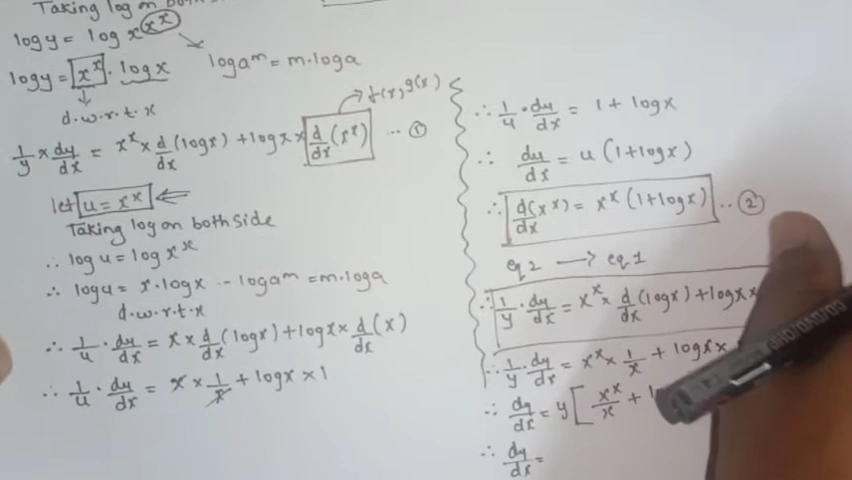 Taking log on both
log y = log x^(x^x)
log y = x^x · log x
log a^m = m·log a
d.w.r.t.x
f(x)^g(x)
1/y × dy/dx = x^x × d/dx (log x) + log x × d/dx (x^x) ·· ①
let u = x^x
Taking log on both side
∴ log u = log x^x
∴ log u = x·log x ·· log a^m = m·log a
d.w.r.t.x
∴ 1/u · du/dx = x × d/dx (log x) + log x × d/dx (x)
∴ 1/u · du/dx = x × 1/x + log x × 1
∴ 1/u · du/dx = 1 + log x
∴ du/dx = u (1 + log x)
∴ d/dx (x^x) = x^x (1 + log x) ·· ②
eq 2 → eq 1
∴ 1/y · dy/dx = x^x × d/dx (log x) + log x ×
∴ 1/y · dy/dx = x^x × 1/x + log x ×
∴ dy/dx = y [ x^x/x +
∴ dy/dx =